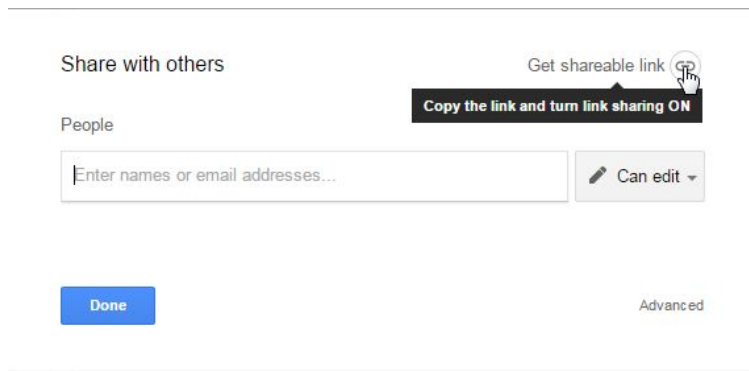 Share with others
Get shareable link
Copy the link and turn link sharing ON
People
Enter names or email addresses...
Can edit
Done
Advanced